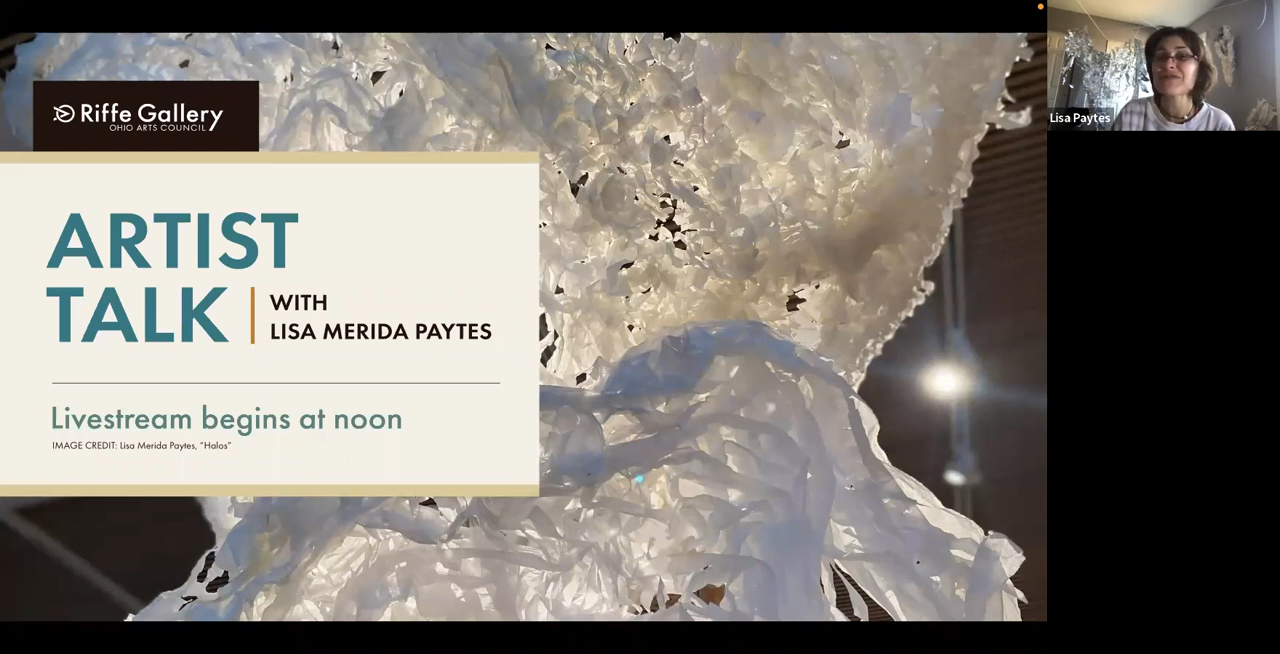 Riffe Gallery
OHIO ARTS COUNCIL
ARTIST
TALK
WITH
LISA MERIDA PAYTES
Livestream begins at noon
IMAGE CREDIT: Lisa Merida Paytes, "Halos"
Lisa Paytes